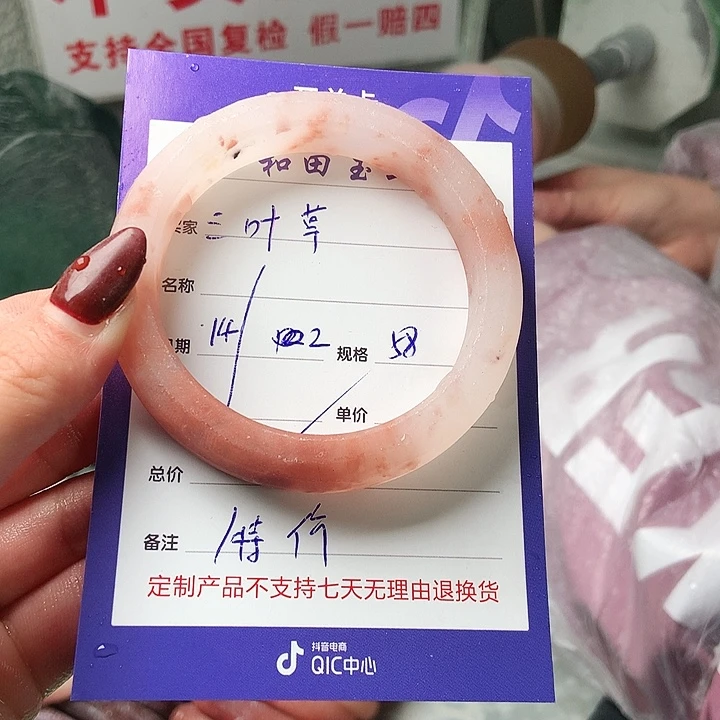 支持全国复检 假一赔四
和田玉
买家 三叶草
名称
日期 14 规格 58
单价
总价
备注 特价
定制产品不支持七天无理由退换货
抖音电商
QIC中心